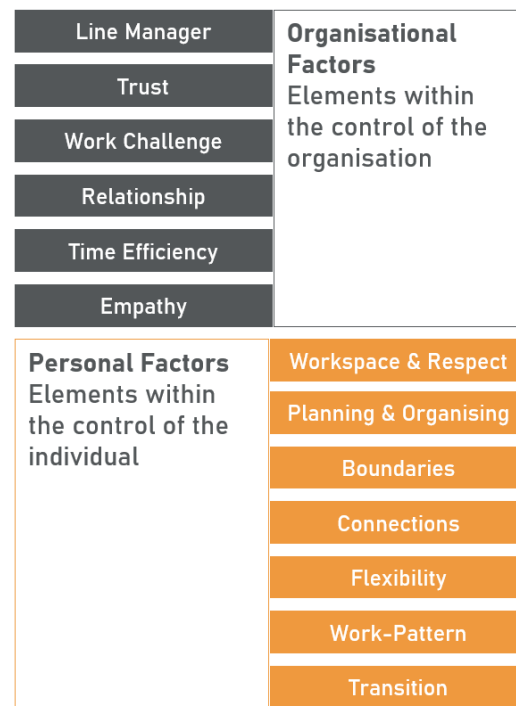 Line Manager
Trust
Work Challenge
Relationship
Time Efficiency
Empathy
Organisational
Factors
Elements within
the control of the
organisation
Personal Factors
Elements within
the control of the
individual
Workspace & Respect
Planning & Organising
Boundaries
Connections
Flexibility
Work-Pattern
Transition